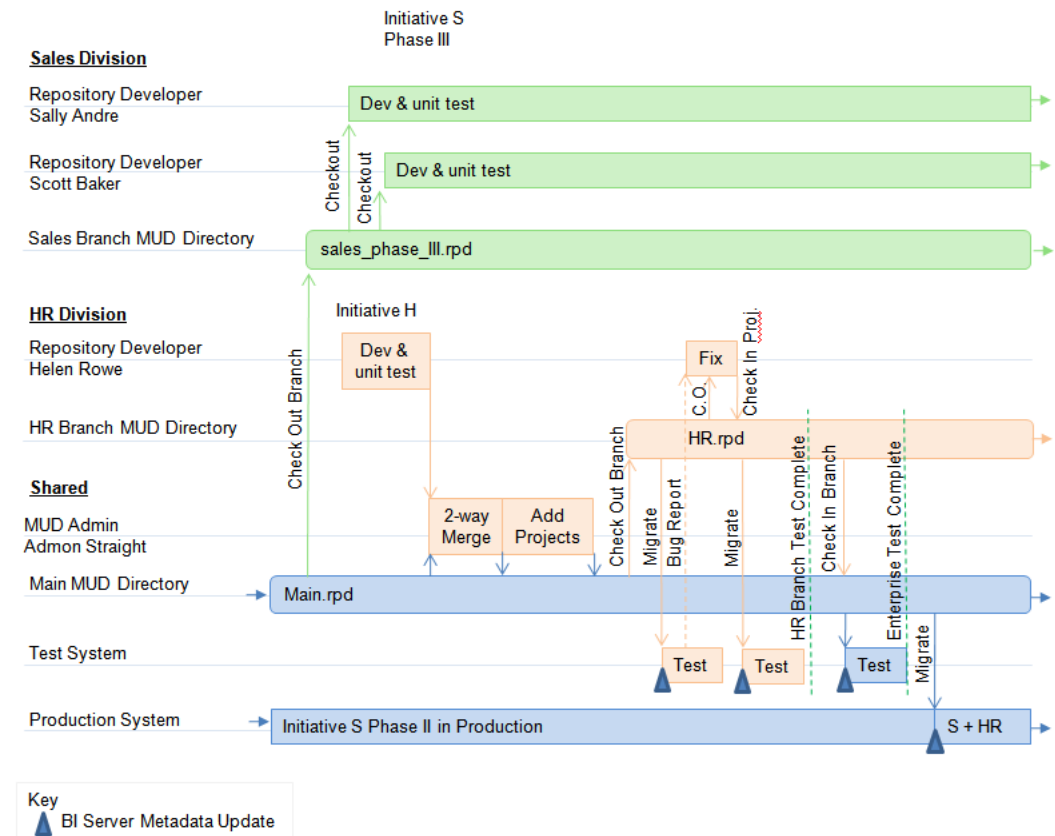 Initiative S
Phase III
Sales Division
Repository Developer
Sally Andre
Dev & unit test
Checkout
Repository Developer
Scott Baker
Dev & unit test
Checkout
Sales Branch MUD Directory
sales_phase_III.rpd
Check Out Branch
HR Division
Initiative H
Repository Developer
Helen Rowe
Dev &
unit test
Fix
C.O.
Check In Proj.
HR Branch MUD Directory
HR.rpd
Shared
MUD Admin
Admon Straight
2-way
Merge
Add
Projects
Check Out Branch
Migrate
Bug Report
Migrate
HR Branch Test Complete
Check In Branch
Enterprise Test Complete
Main MUD Directory
Main.rpd
Migrate
Test System
Test
Test
Test
Production System
Initiative S Phase II in Production
S + HR
Key
BI Server Metadata Update